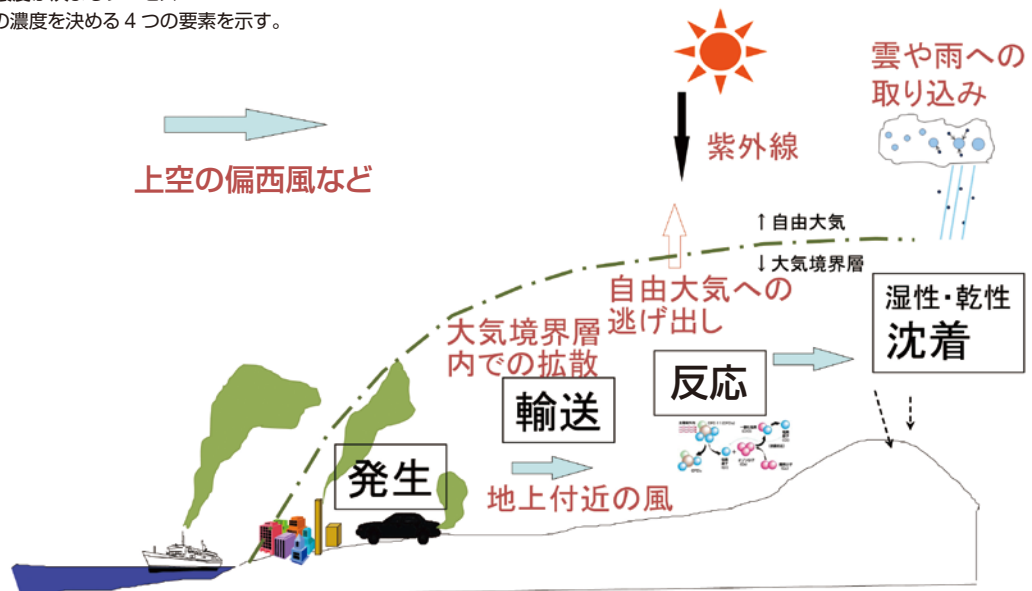 の濃度を決める4つの要素を示す。
雲や雨への
取り込み
紫外線
上空の偏西風など
↑自由大気
↓大気境界層
自由大気への
逃げ出し
湿性・乾性
沈着
大気境界層
内での拡散
反応
輸送
発生
地上付近の風